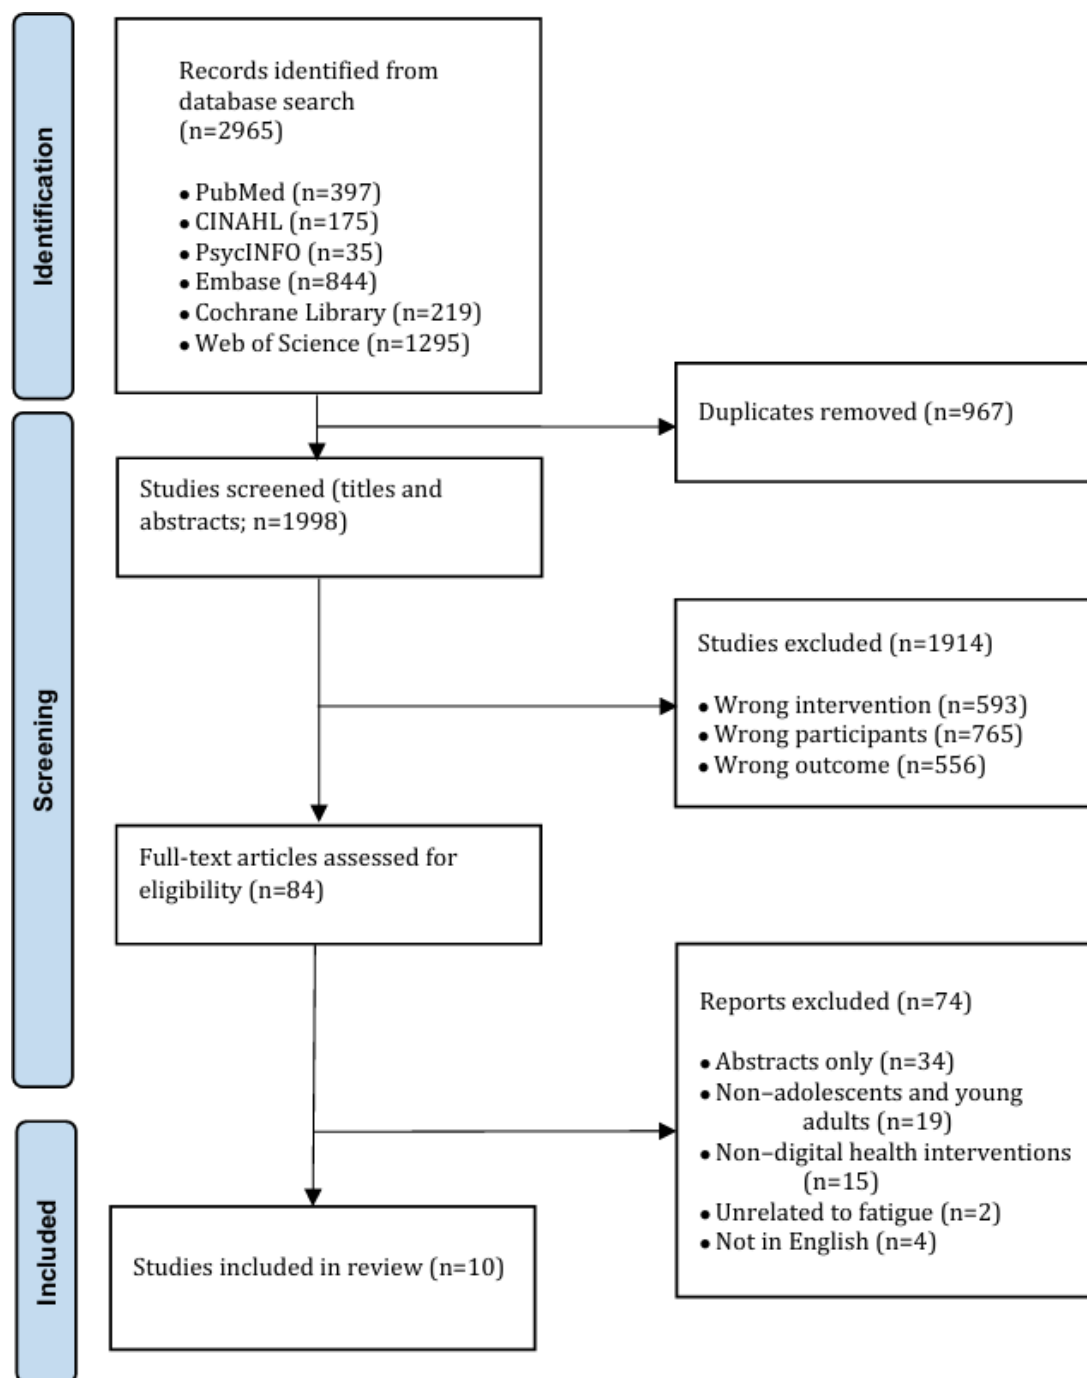 Identification
Records identified from
database search
(n=2965)
• PubMed (n=397)
• CINAHL (n=175)
• PsycINFO (n=35)
• Embase (n=844)
• Cochrane Library (n=219)
• Web of Science (n=1295)
Duplicates removed (n=967)
Screening
Studies screened (titles and
abstracts; n=1998)
Studies excluded (n=1914)
• Wrong intervention (n=593)
• Wrong participants (n=765)
• Wrong outcome (n=556)
Full-text articles assessed for
eligibility (n=84)
Reports excluded (n=74)
• Abstracts only (n=34)
• Non–adolescents and young
adults (n=19)
• Non–digital health interventions
(n=15)
• Unrelated to fatigue (n=2)
• Not in English (n=4)
Included
Studies included in review (n=10)